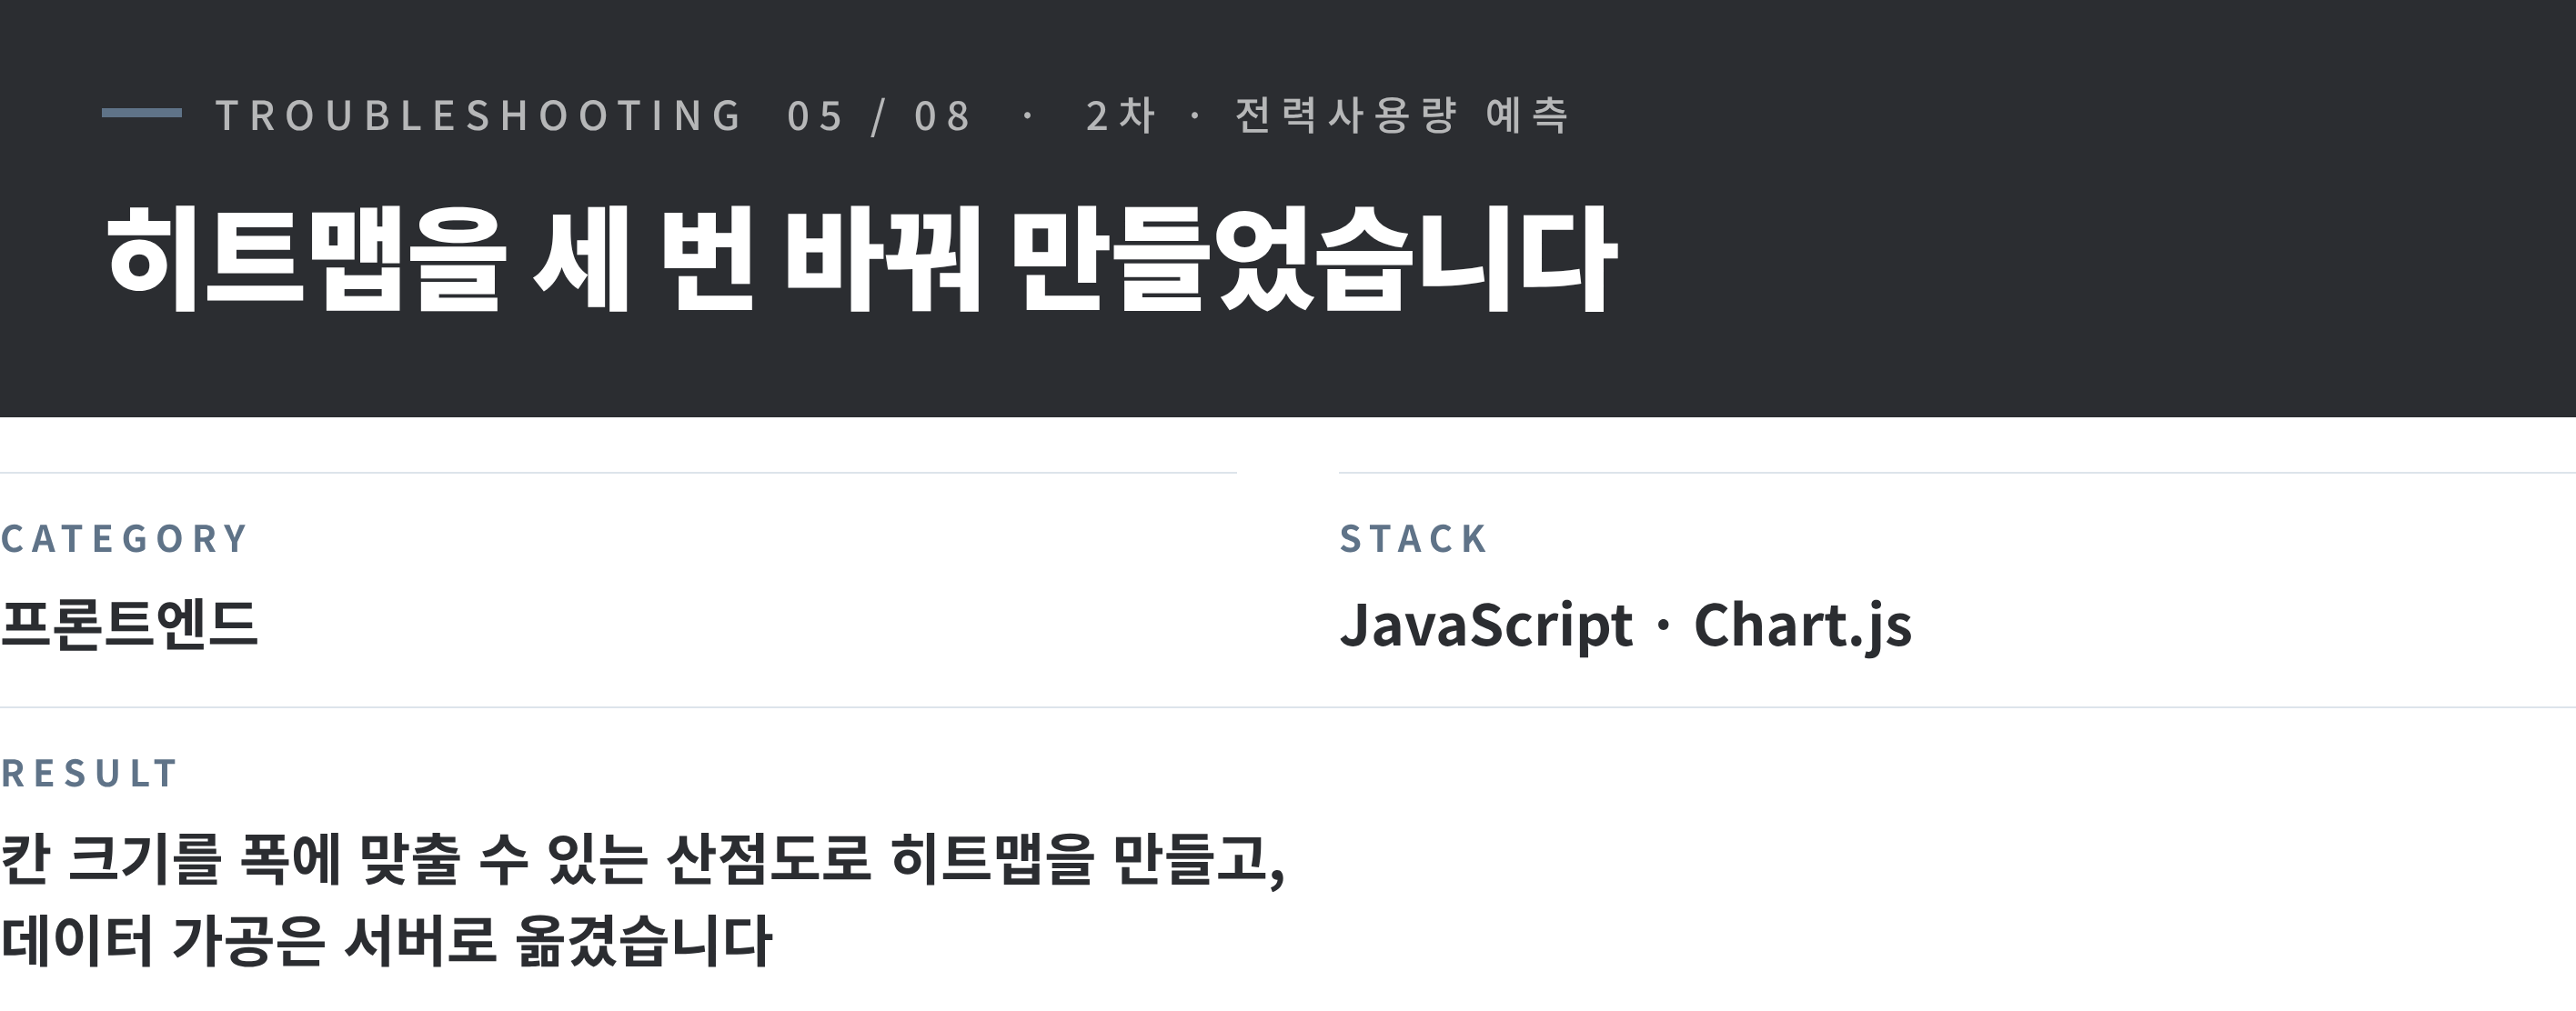 TROUBLESHOOTING 05 / 08 · 2차 · 전력사용량 예측
히트맵을 세 번 바꿔 만들었습니다
CATEGORY
프론트엔드
STACK
JavaScript · Chart.js
RESULT
칸 크기를 폭에 맞출 수 있는 산점도로 히트맵을 만들고,
데이터 가공은 서버로 옮겼습니다